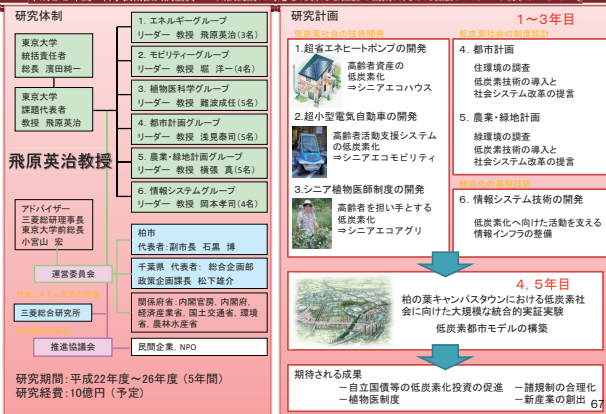 研究体制
東京大学
統括責任者
総長 濱田純一
東京大学
課題代表者
教授 飛原英治
飛原英治教授
アドバイザー
三菱総研理事長
東京大学前総長
小宮山 宏
運営委員会
三菱総合研究所
推進協議会
1. エネルギーグループ
リーダー 教授 飛原英治(3名)
2. モビリティーグループ
リーダー 教授 堀 洋一(4名)
3. 植物医科学グループ
リーダー 教授 難波成任(5名)
4. 都市計画グループ
リーダー 教授 浅見泰司(5名)
5. 農業・緑地計画グループ
リーダー 教授 横張 真(5名)
6. 情報システムグループ
リーダー 教授 岡本孝司(4名)
柏市
代表者:副市長 石黒 博
千葉県 代表者: 総合企画部
政策企画課長 松下雄介
関係府省:内閣官房, 内閣府,
経済産業省, 国土交通省, 環境
省, 農林水産省
民間企業, NPO
研究期間:平成22年度~26年度 (5年間)
研究経費:10億円 (予定)
研究計画
1~3年目
低炭素社会の技術開発
低炭素社会の制度設計
1.超省エネヒートポンプの開発
高齢者資産の
低炭素化
⇒シニアエコハウス
2.超小型電気自動車の開発
高齢者活動支援システム
の低炭素化
⇒シニアエコモビリティ
3.シニア植物医師制度の開発
高齢者を担い手とする
低炭素化
⇒シニアエコアグリ
4. 都市計画
住環境の調査
低炭素技術の導入と
社会システム改革の提言
5. 農業・緑地計画
緑環境の調査
低炭素技術の導入と
社会システム改革の提言
6. 情報システム技術の開発
低炭素化へ向けた活動を支える
情報インフラの整備
4, 5年目
柏の葉キャンパスタウンにおける低炭素社
会に向けた大規模な統合的実証実験
低炭素都市モデルの構築
期待される成果
-自立国債等の低炭素化投資の促進 -諸規制の合理化
-植物医制度 -新産業の創出
67